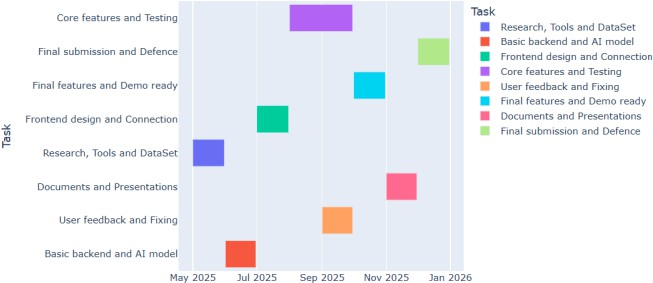 Task
Core features and Testing
Final submission and Defence
Final features and Demo ready
Frontend design and Connection
Research, Tools and DataSet
Documents and Presentations
User feedback and Fixing
Basic backend and AI model
May 2025
Jul 2025
Sep 2025
Nov 2025
Jan 2026
Task
Research, Tools and DataSet
Basic backend and AI model
Frontend design and Connection
Core features and Testing
User feedback and Fixing
Final features and Demo ready
Documents and Presentations
Final submission and Defence